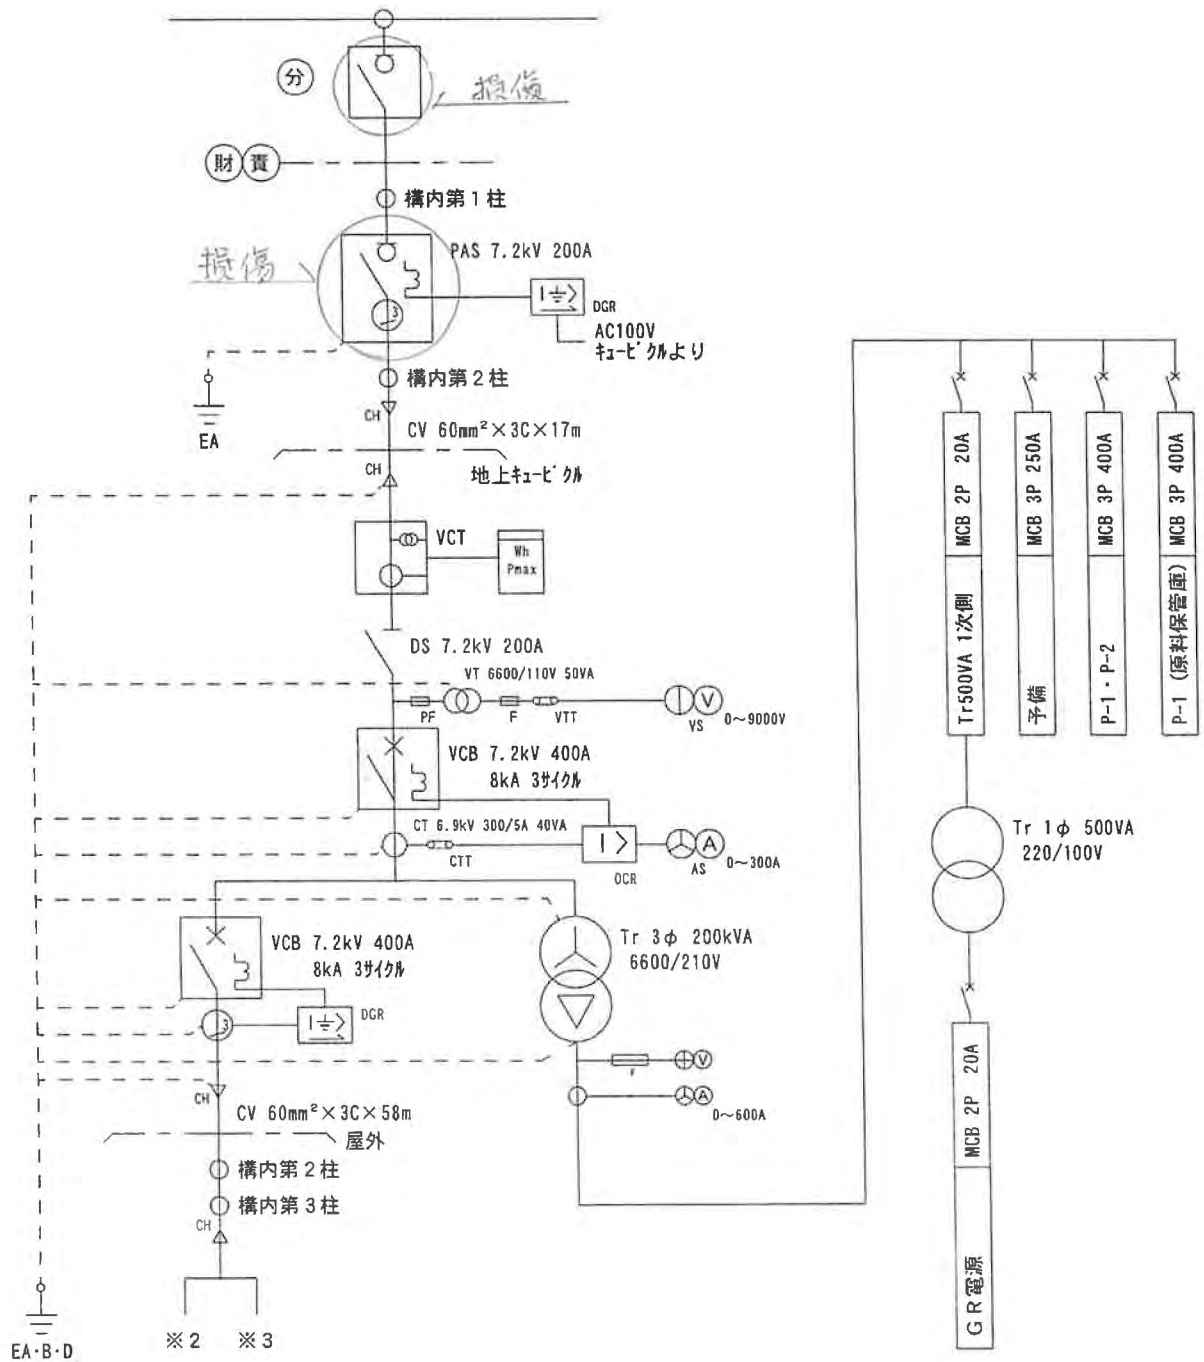 分
損傷
財 責
構内第1柱
PAS 7.2kV 200A
損傷
I
DGR
AC100V
ｷｭｰﾋﾞｸﾙより
3
構内第2柱
EA
CH
CV 60mm²×3C×17m
CH
地上ｷｭｰﾋﾞｸﾙ
VCT
Wh
Pmax
DS 7.2kV 200A
VT 6600/110V 50VA
PF
F
VTT
VS
V
0～9000V
VCB 7.2kV 400A
8kA 3ｻｲｸﾙ
CT 6.9kV 300/5A 40VA
CTT
I >
OCR
AS
A
0～300A
VCB 7.2kV 400A
8kA 3ｻｲｸﾙ
I
DGR
3
Tr 3φ 200kVA
6600/210V
F
V
A
0～600A
CH
CV 60mm²×3C×58m
屋外
構内第2柱
構内第3柱
CH
※2
※3
EA･B･D
MCB 2P 20A
Tr500VA 1次側
MCB 3P 250A
予備
MCB 3P 400A
P-1・P-2
MCB 3P 400A
P-1 (原料保管庫)
Tr 1φ 500VA
220/100V
MCB 2P 20A
GR電源